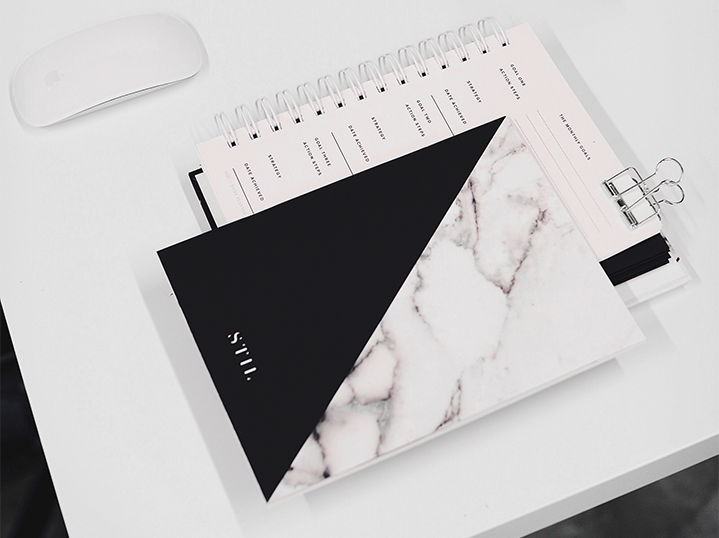 THE MONTHLY GOALS
GOAL ONE
ACTION STEPS
STRATEGY
DATE ACHIEVED
GOAL TWO
ACTION STEPS
STRATEGY
DATE ACHIEVED
GOAL THREE
ACTION STEPS
STRATEGY
DATE ACHIEVED
STIL